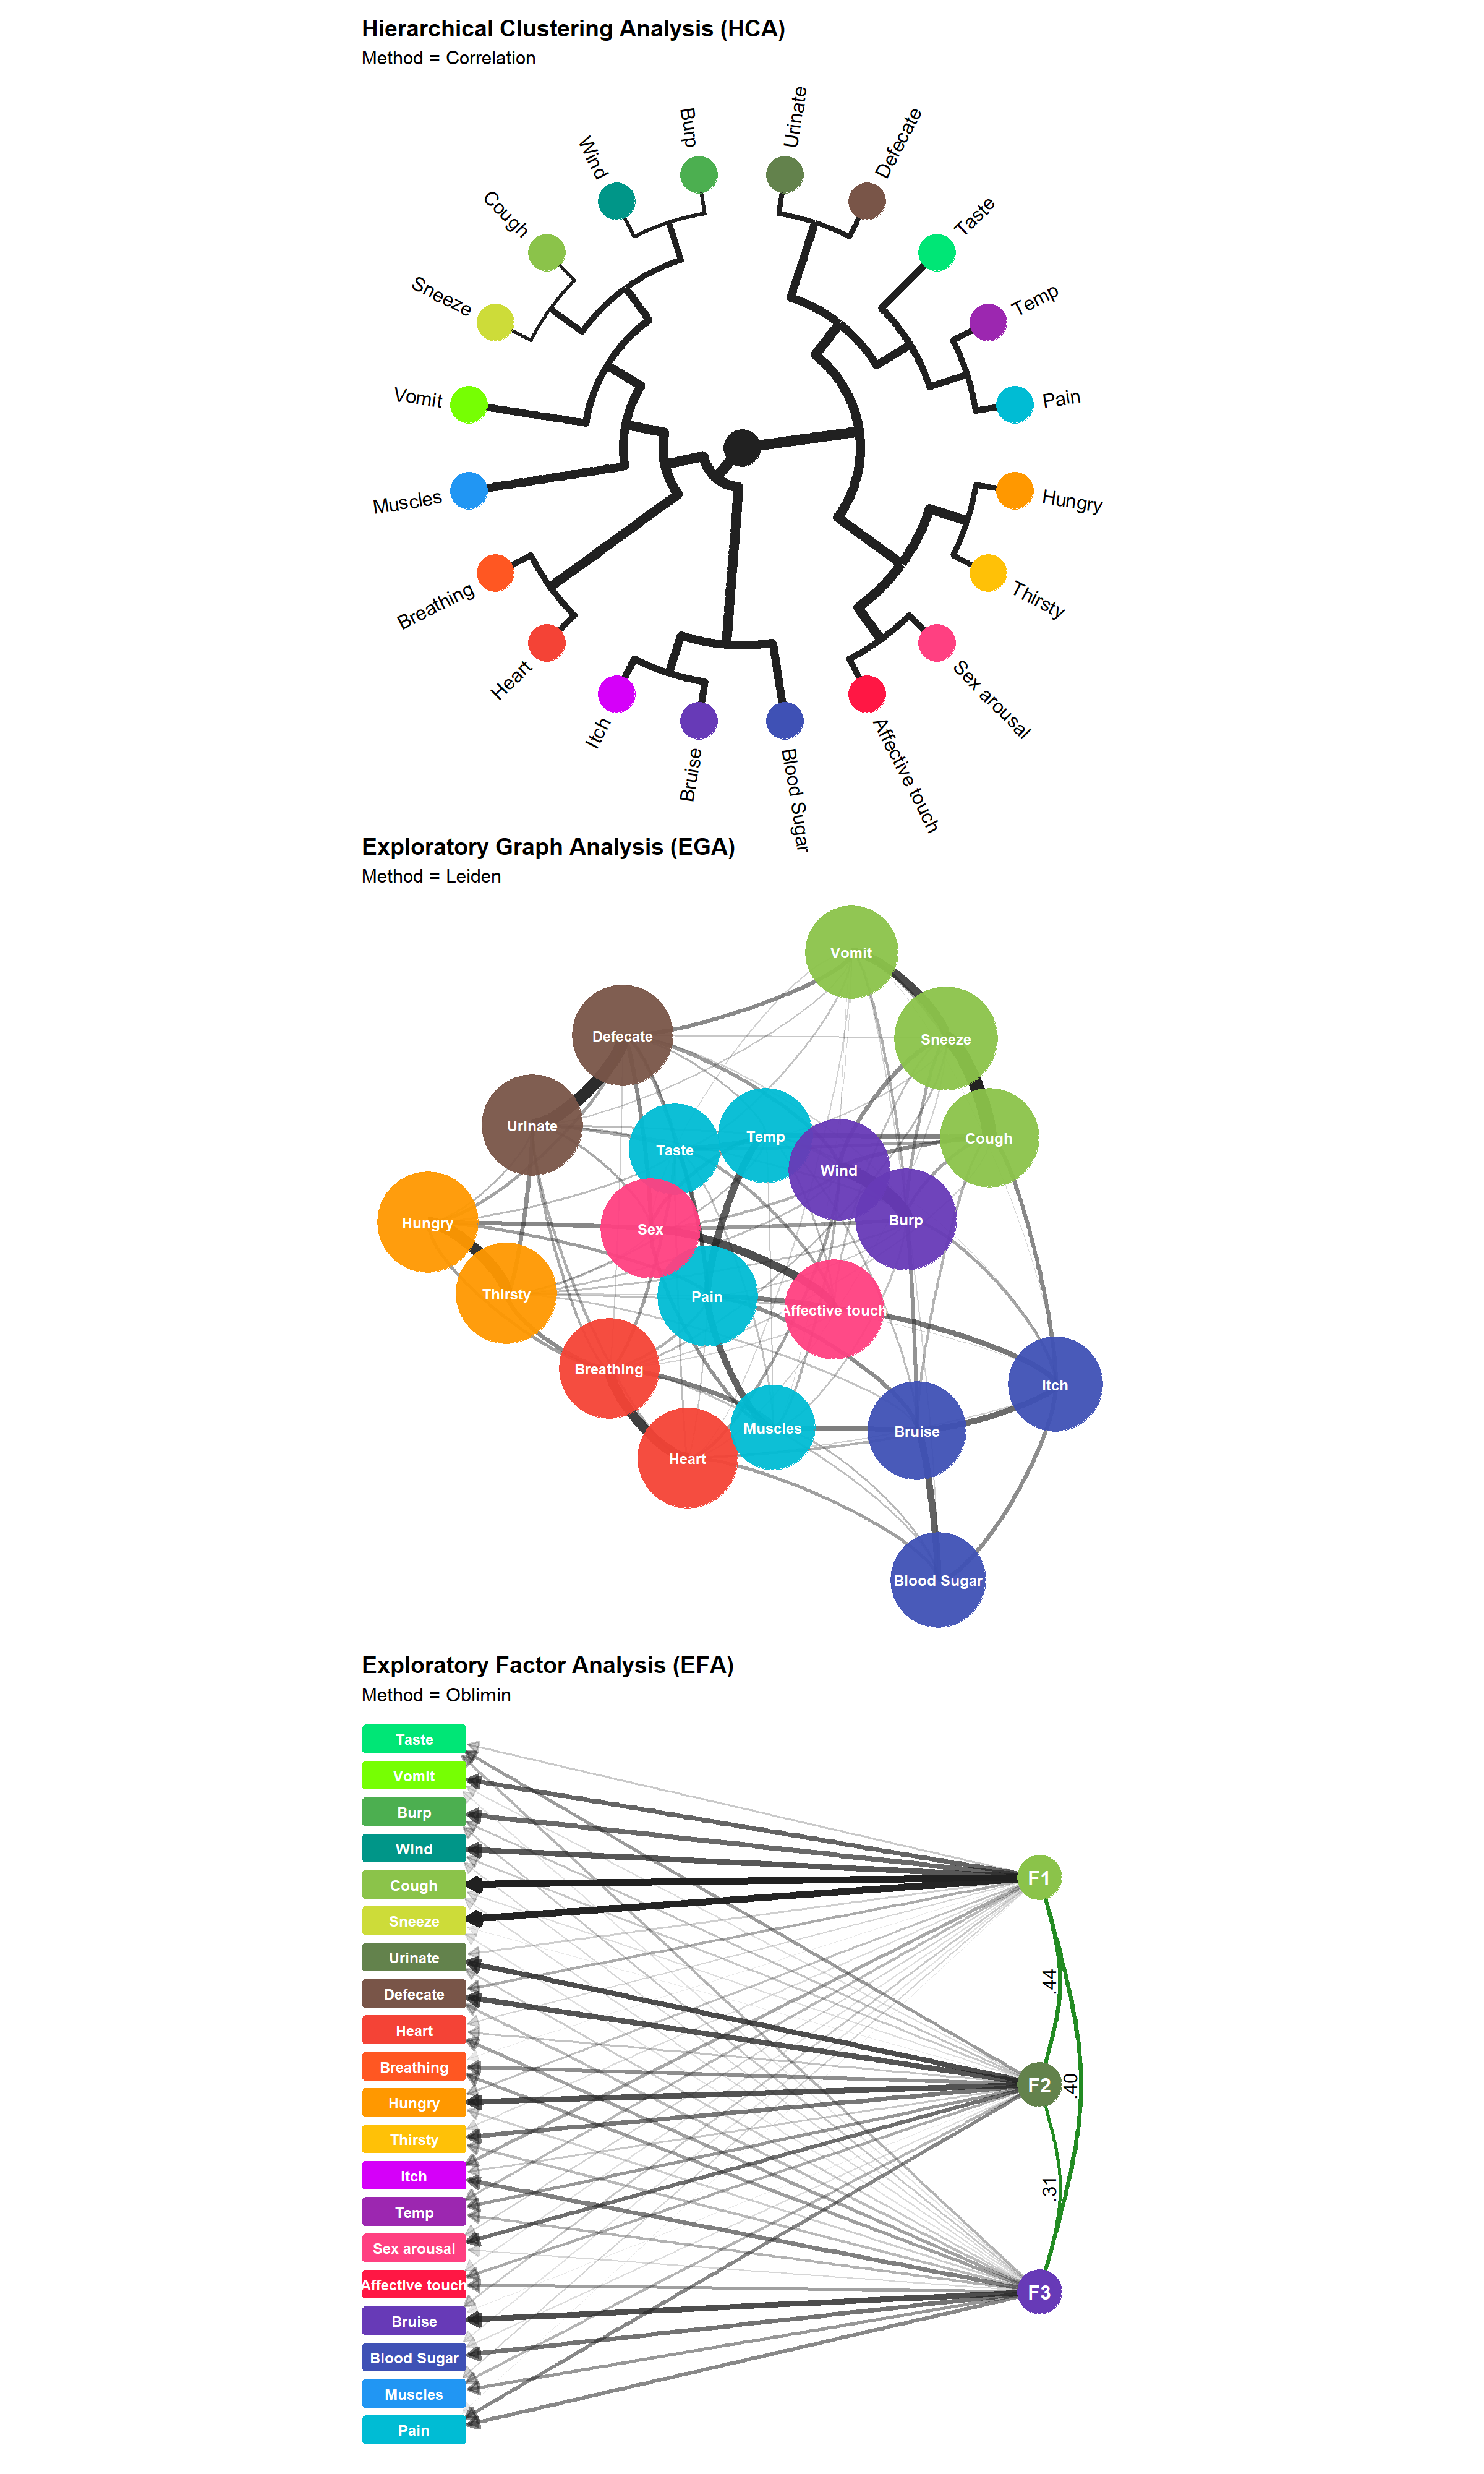 Hierarchical Clustering Analysis (HCA)
Method = Correlation
Urinate
Burp
Defecate
Wind
Taste
Cough
Temp
Sneeze
Vomit
Pain
Muscles
Hungry
Breathing
Thirsty
Heart
Sex arousal
Itch
Bruise
Blood Sugar
Affective touch
Exploratory Graph Analysis (EGA)
Method = Leiden
Vomit
Defecate
Sneeze
Urinate
Temp
Cough
Taste
Wind
Burp
Hungry
Sex
Thirsty
Pain
Affective touch
Breathing
Itch
Muscles
Bruise
Heart
Blood Sugar
Exploratory Factor Analysis (EFA)
Method = Oblimin
Taste
Vomit
Burp
Wind
Cough
F1
Sneeze
Urinate
.44
Defecate
Heart
Breathing
F2
.40
Hungry
Thirsty
Itch
.31
Temp
Sex arousal
Affective touch
F3
Bruise
Blood Sugar
Muscles
Pain